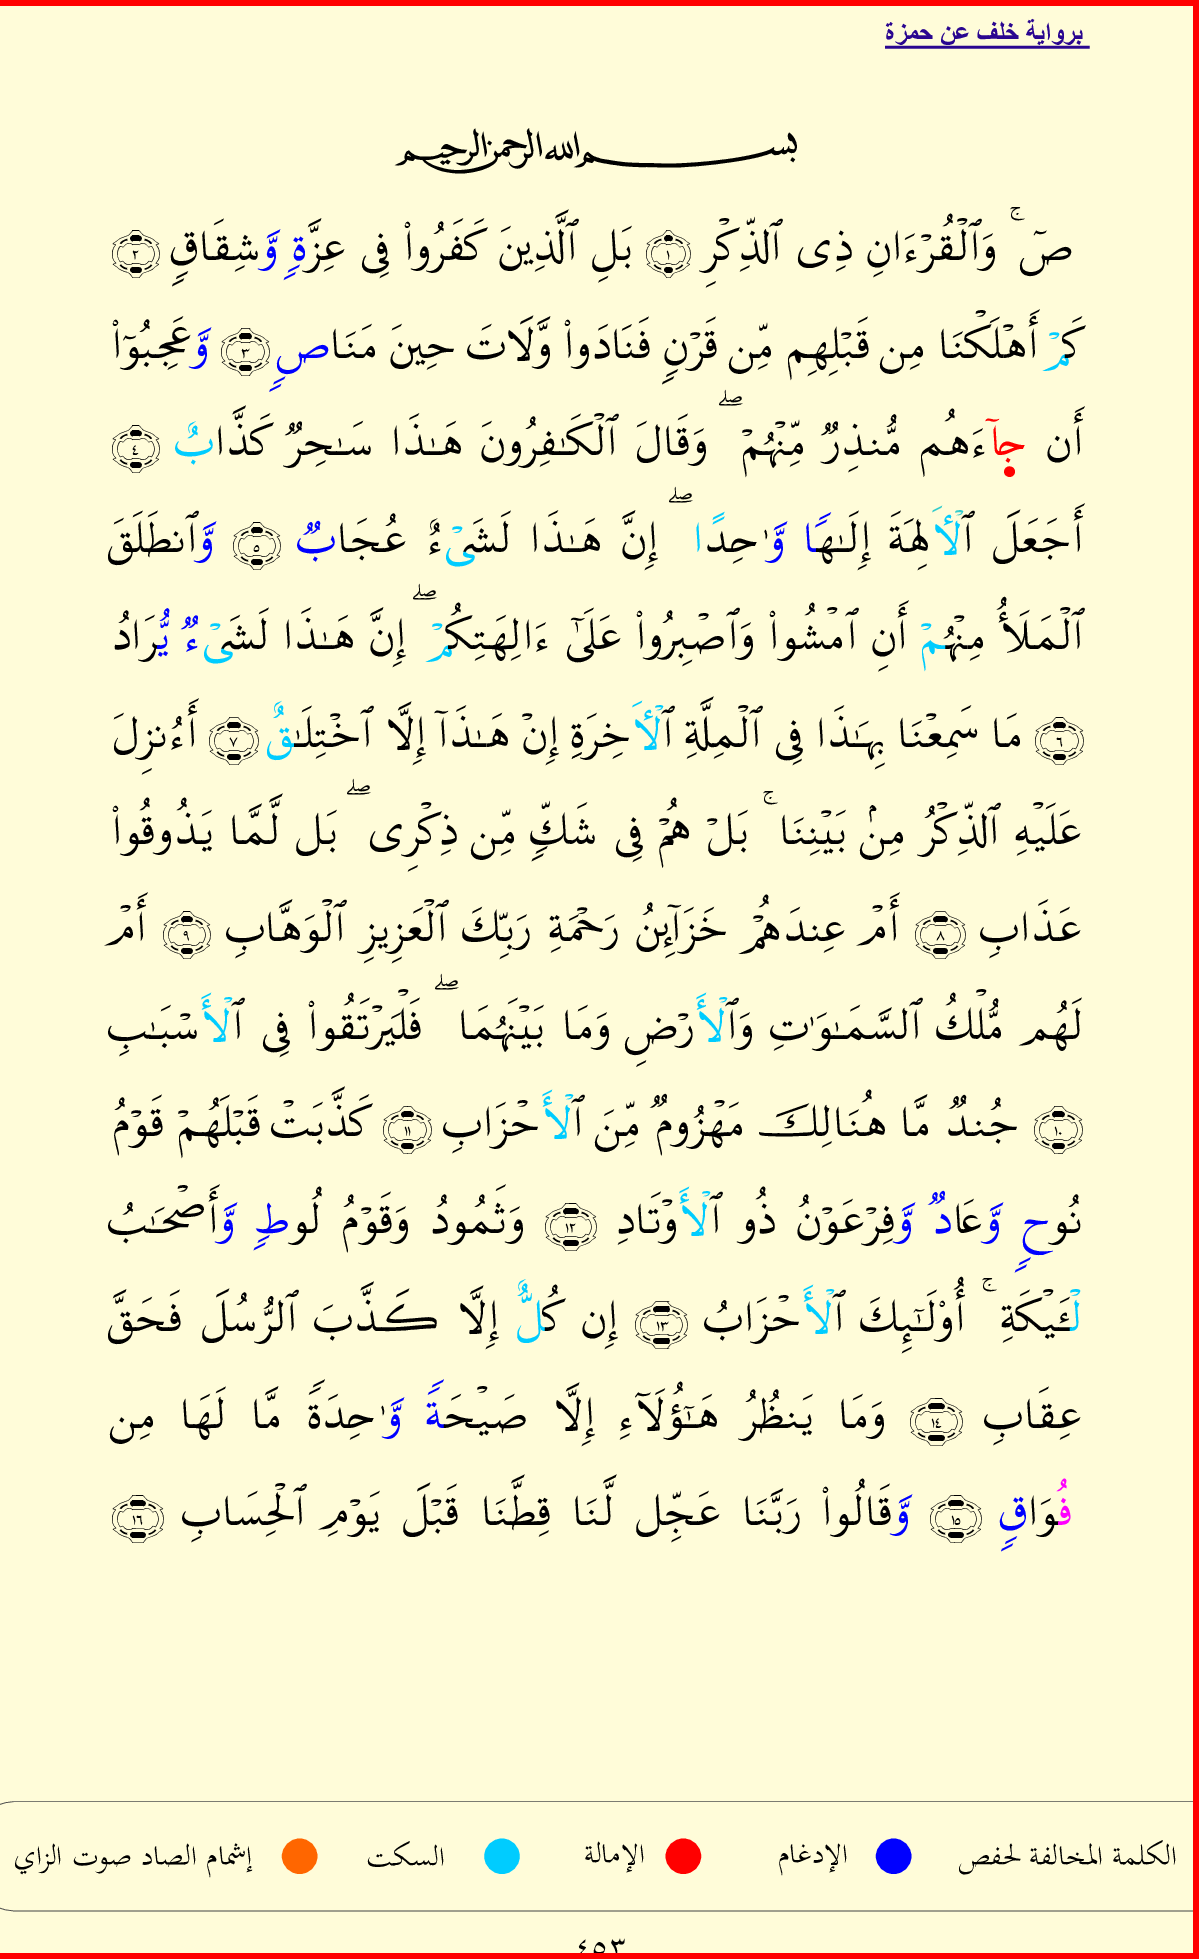 برواية خلف عن حمزة
بسم الله الرحمن الرحيم
صٓ ۚ وَٱلْقُرْءَانِ ذِى ٱلذِّكْرِ ١ بَلِ ٱلَّذِينَ كَفَرُوا۟ فِى عِزَّةٍ وَّشِقَاقٍ ٢
كَمْ أَهْلَكْنَا مِن قَبْلِهِم مِّن قَرْنٍ فَنَادَوا۟ وَّلَاتَ حِينَ مَنَاصٍ ٣ وَّعَجِبُوٓا۟
أَن جَآءَهُم مُّنذِرٌ مِّنْهُمْ ۖ وَقَالَ ٱلْكَـٰفِرُونَ هَـٰذَا سَـٰحِرٌ كَذَّابٌ ٤
أَجَعَلَ ٱلْأَلِهَةَ إِلَـٰهًا وَّٰحِدًا ۖ إِنَّ هَـٰذَا لَشَىْءٌ عُجَابٌ ٥ وَّٱنطَلَقَ
ٱلْمَلَأُ مِنْهُمْ أَنِ ٱمْشُوا۟ وَٱصْبِرُوا۟ عَلَىٰٓ ءَالِهَتِكُمْ ۖ إِنَّ هَـٰذَا لَشَىْءٌ يُّرَادُ
٦ مَا سَمِعْنَا بِهَـٰذَا فِى ٱلْمِلَّةِ ٱلْأَخِرَةِ إِنْ هَـٰذَآ إِلَّا ٱخْتِلَـٰقٌ ٧ أَءُنزِلَ
عَلَيْهِ ٱلذِّكْرُ مِنۢ بَيْنِنَا ۚ بَلْ هُمْ فِى شَكٍّ مِّن ذِكْرِى ۖ بَل لَّمَّا يَذُوقُوا۟
عَذَابِ ٨ أَمْ عِندَهُمْ خَزَآئِنُ رَحْمَةِ رَبِّكَ ٱلْعَزِيزِ ٱلْوَهَّابِ ٩ أَمْ
لَهُم مُّلْكُ ٱلسَّمَـٰوَٰتِ وَٱلْأَرْضِ وَمَا بَيْنَهُمَا ۖ فَلْيَرْتَقُوا۟ فِى ٱلْأَسْبَـٰبِ
١٠ جُندٌ مَّا هُنَالِكَ مَهْزُومٌ مِّنَ ٱلْأَحْزَابِ ١١ كَذَّبَتْ قَبْلَهُمْ قَوْمُ
نُوحٍ وَّعَادٌ وَّفِرْعَوْنُ ذُو ٱلْأَوْتَادِ ١٢ وَثَمُودُ وَقَوْمُ لُوطٍ وَّأَصْحَـٰبُ
لْـَٔيْكَةِ ۚ أُو۟لَـٰٓئِكَ ٱلْأَحْزَابُ ١٣ إِن كُلٌّ إِلَّا كَذَّبَ ٱلرُّسُلَ فَحَقَّ
عِقَابِ ١٤ وَمَا يَنظُرُ هَـٰٓؤُلَآءِ إِلَّا صَيْحَةً وَّٰحِدَةً مَّا لَهَا مِن
فُوَاقٍ ١٥ وَّقَالُوا۟ رَبَّنَا عَجِّل لَّنَا قِطَّنَا قَبْلَ يَوْمِ ٱلْحِسَابِ ١٦
الكلمة المخالفة لحفص الإدغام الإمالة السكت إشمام الصاد صوت الزاي
٤٥٣